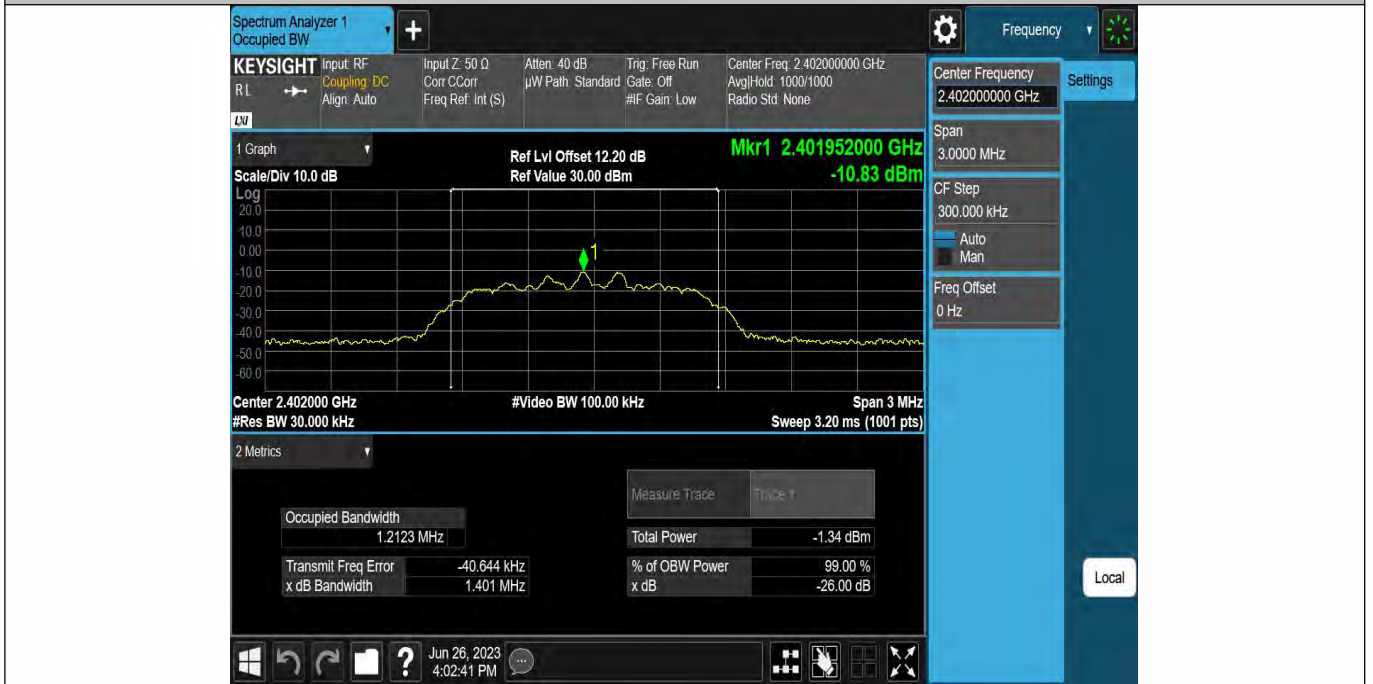 Spectrum Analyzer 1
Occupied BW
Frequency
KEYSIGHT
RL
LXI
Input: RF
Coupling: DC
Align: Auto
Input Z: 50 Ω
Corr CCorr
Freq Ref: Int (S)
Atten: 40 dB
µW Path: Standard
Trig: Free Run
Gate: Off
#IF Gain: Low
Center Freq: 2.402000000 GHz
Avg|Hold: 1000/1000
Radio Std: None
Center Frequency
2.402000000 GHz
Settings
Span
3.0000 MHz
CF Step
300.000 kHz
Auto
Man
Freq Offset
0 Hz
Local
1 Graph
Scale/Div 10.0 dB
Ref Lvl Offset 12.20 dB
Ref Value 30.00 dBm
Mkr1 2.401952000 GHz
-10.83 dBm
Log
20.0
10.0
0.00
-10.0
-20.0
-30.0
-40.0
-50.0
-60.0
1
Center 2.402000 GHz
#Res BW 30.000 kHz
#Video BW 100.00 kHz
Span 3 MHz
Sweep 3.20 ms (1001 pts)
2 Metrics
Measure Trace
Trace 1
Occupied Bandwidth
1.2123 MHz
Total Power -1.34 dBm
Transmit Freq Error -40.644 kHz
% of OBW Power 99.00 %
x dB Bandwidth 1.401 MHz
x dB -26.00 dB
Jun 26, 2023
4:02:41 PM